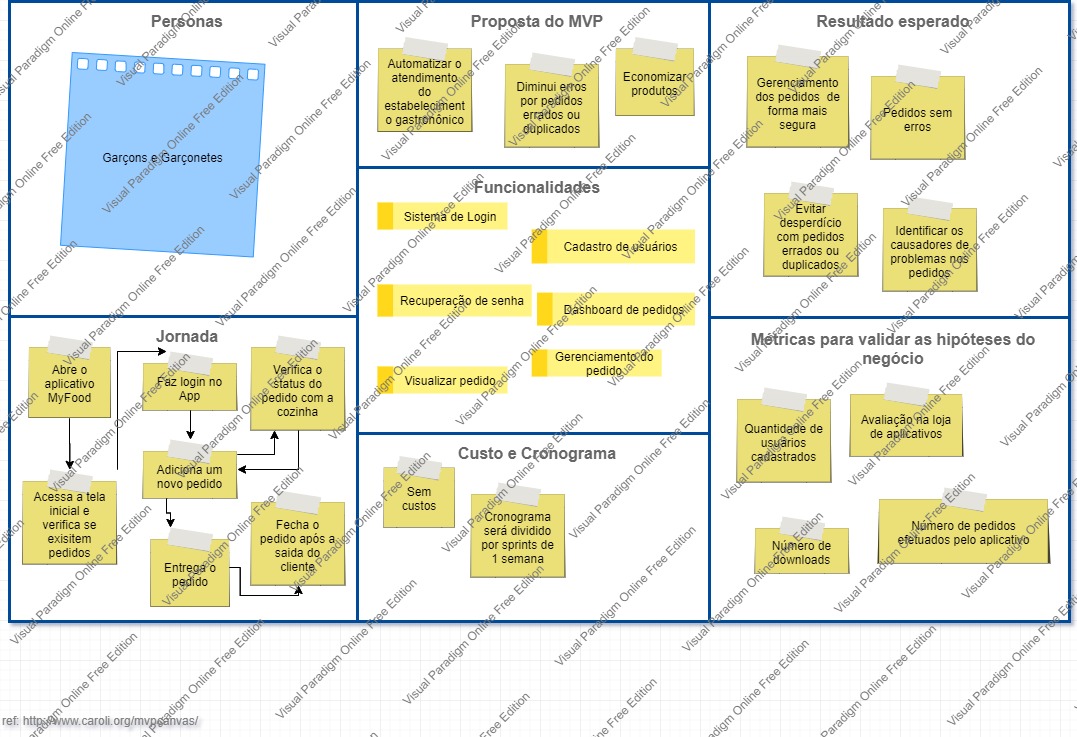 Personas
Garçons e Garçonetes
Proposta do MVP
Automatizar o
atendimento
do
estabeleciment
o gastronônico
Diminui erros
por pedidos
errados ou
duplicados
Economizar
produtos
Resultado esperado
Gerenciamento
dos pedidos de
forma mais
segura
Pedidos sem
erros
Evitar
desperdício
com pedidos
errados ou
duplicados
Identificar os
causadores de
problemas nos
pedidos
Funcionalidades
Sistema de Login
Cadastro de usuários
Recuperação de senha
Dashboard de pedidos
Gerenciamento do
pedido
Visualizar pedido
Jornada
Abre o
aplicativo
MyFood
Faz login no
App
Verifica o
status do
pedido com a
cozinha
Adiciona um
novo pedido
Acessa a tela
inicial e
verifica se
exisitem
pedidos
Entrega o
pedido
Fecha o
pedido após a
saida do
cliente
Custo e Cronograma
Sem
custos
Cronograma
será dividido
por sprints de
1 semana
Métricas para validar as hipóteses do
negócio
Quantidade de
usuários
cadastrados
Avaliação na loja
de aplicativos
Número de
downloads
Número de pedidos
efetuados pelo aplicativo
ref: http://www.caroli.org/mvpcanvas/
Visual Paradigm Online Free Edition